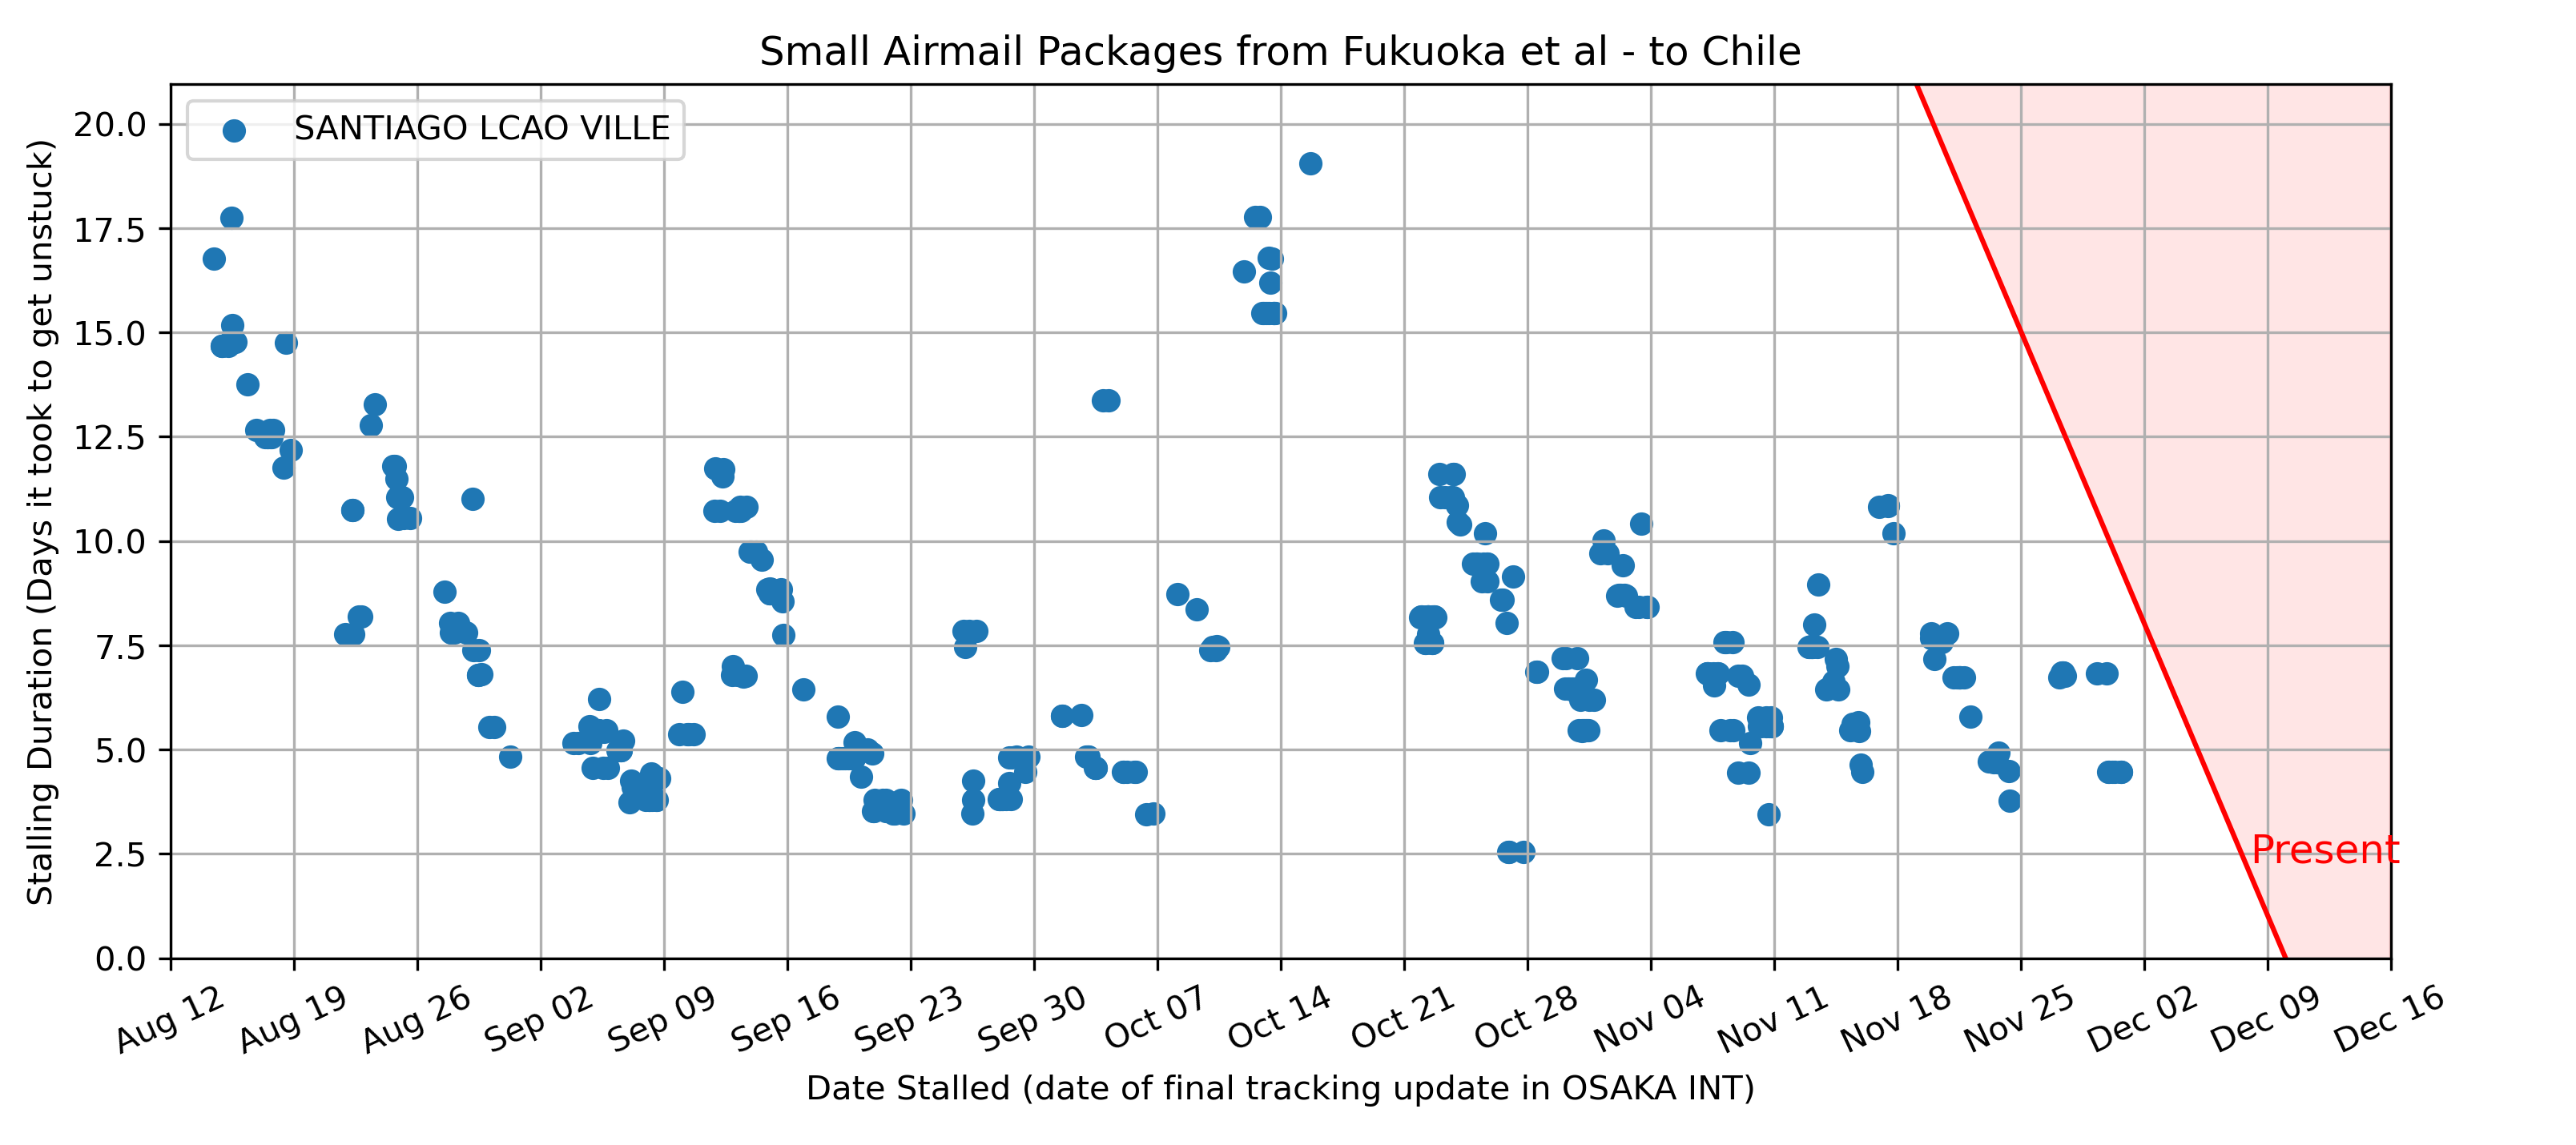 Small Airmail Packages from Fukuoka et al - to Chile
SANTIAGO LCAO VILLE
Stalling Duration (Days it took to get unstuck)
20.0
17.5
15.0
12.5
10.0
7.5
5.0
2.5
0.0
Present
Aug 12
Aug 19
Aug 26
Sep 02
Sep 09
Sep 16
Sep 23
Sep 30
Oct 07
Oct 14
Oct 21
Oct 28
Nov 04
Nov 11
Nov 18
Nov 25
Dec 02
Dec 09
Dec 16
Date Stalled (date of final tracking update in OSAKA INT)